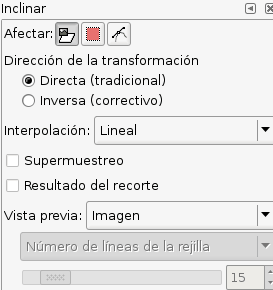 Inclinar
Afectar:
Dirección de la transformación
Directa (tradicional)
Inversa (correctivo)
Interpolación: Lineal
Supermuestreo
Resultado del recorte
Vista previa: Imagen
Número de líneas de la rejilla
15